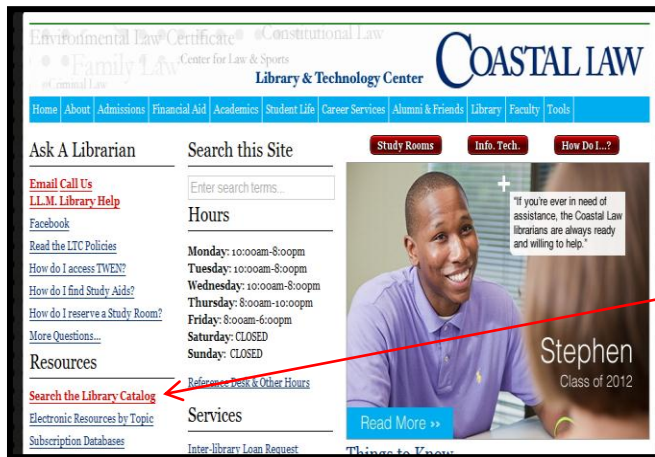 Environmental Law Certificate Constitutional Law
Family Law Center for Law & Sports
Criminal Law
Library & Technology Center
COASTAL LAW
Home About Admissions Financial Aid Academics Student Life Career Services Alumni & Friends Library Faculty Tools
Ask A Librarian
Email Call Us
LL.M. Library Help
Facebook
Read the LTC Policies
How do I access TWEN?
How do I find Study Aids?
How do I reserve a Study Room?
More Questions...
Resources
Search the Library Catalog
Electronic Resources by Topic
Subscription Databases
Search this Site
Enter search terms...
Hours
Monday: 10:00am-8:00pm
Tuesday: 10:00am-8:00pm
Wednesday: 10:00am-8:00pm
Thursday: 8:00am-10:00pm
Friday: 8:00am-6:00pm
Saturday: CLOSED
Sunday: CLOSED
Reference Desk & Other Hours
Services
Inter-library Loan Request
Study Rooms
Info. Tech.
How Do I...?
"If you're ever in need of
assistance, the Coastal Law
librarians are always ready
and willing to help."
Stephen
Class of 2012
Read More ››
Things to Know